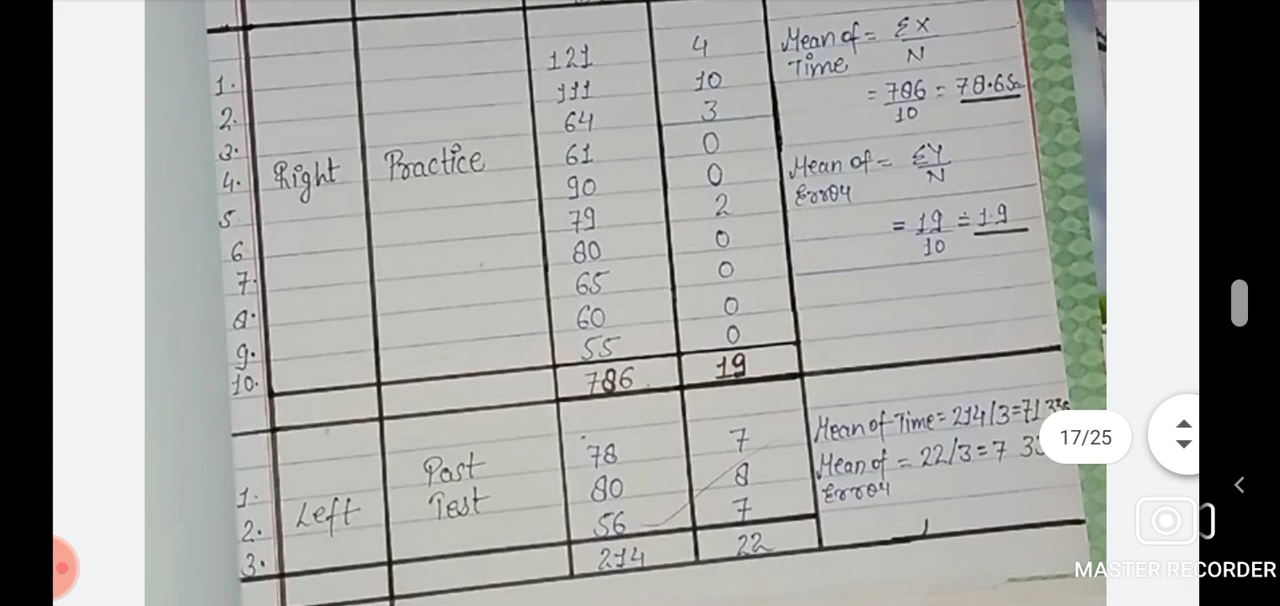 121 4 Mean of = ΣX
1. 111 10 Time N
2. 64 3 = 786 = 78.6Sec
3. 61 0 10
4. Right Practice 90 0 Mean of = ΣY
5 79 2 Error N
6 80 0 = 19 = 1.9
7. 65 0 10
8. 60 0
9. 55 0
10. 786 19
78 7 Mean of Time = 214/3=71.33
1. Left Post Test 80 8 Mean of Error = 22/3 = 7 33
2. 56 7
3. 214 22
17/25
MASTER RECORDER